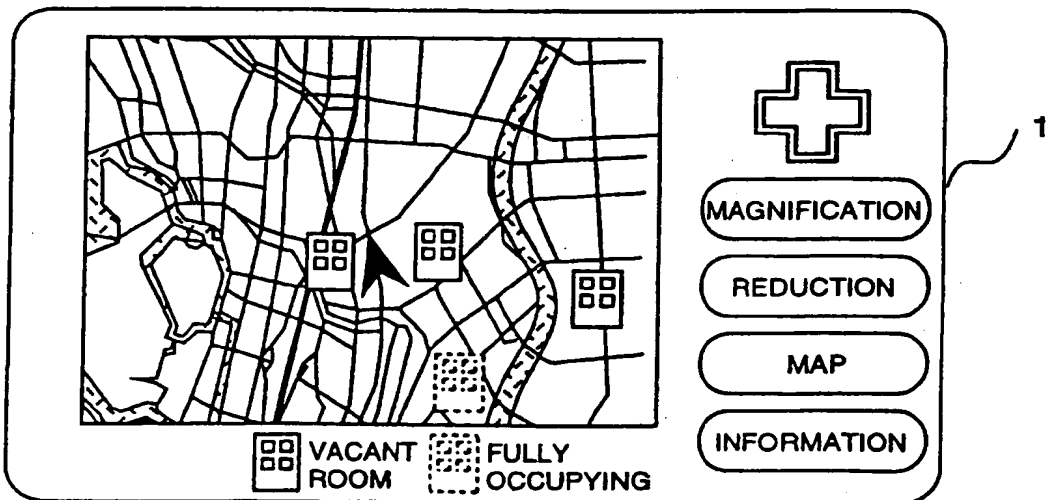 1
MAGNIFICATION
REDUCTION
MAP
INFORMATION
VACANT
ROOM
FULLY
OCCUPYING